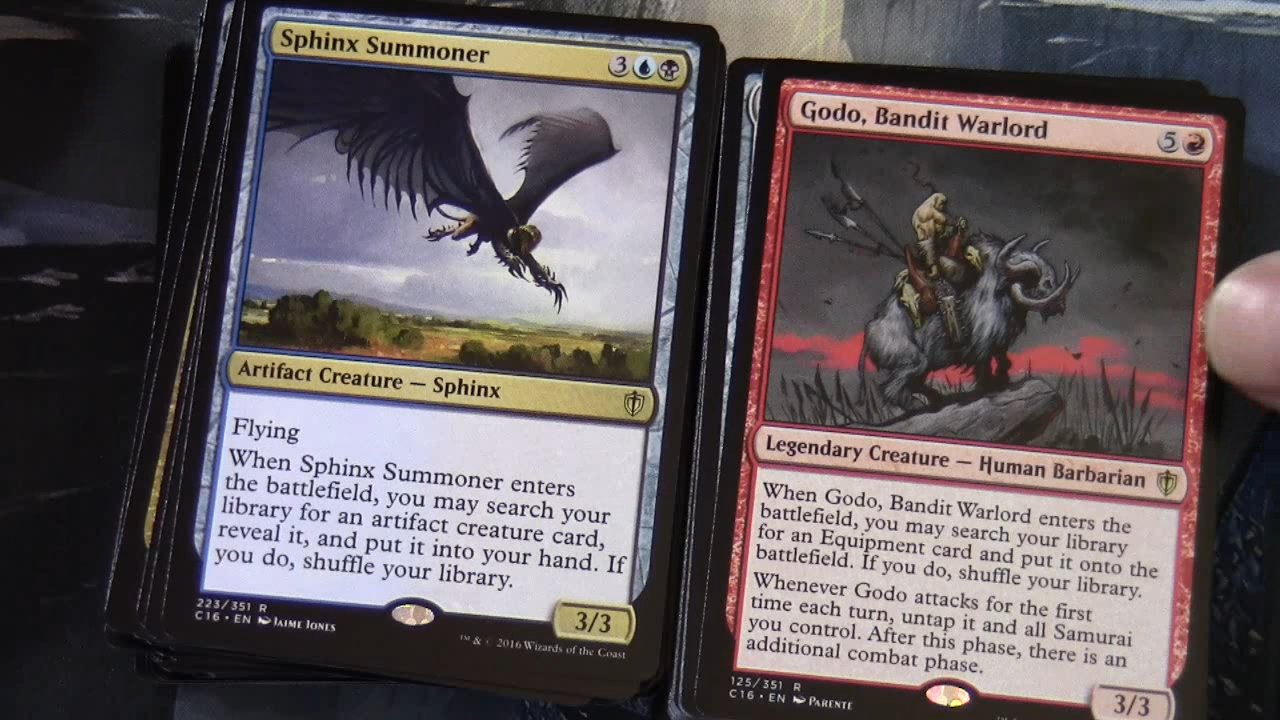 Sphinx Summoner
3
Artifact Creature — Sphinx
Flying
When Sphinx Summoner enters
the battlefield, you may search your
library for an artifact creature card,
reveal it, and put it into your hand. If
you do, shuffle your library.
223/351 R
C16 • EN Jaime Jones
3/3
™ & © 2016 Wizards of the Coast
Godo, Bandit Warlord
5
Legendary Creature — Human Barbarian
When Godo, Bandit Warlord enters the
battlefield, you may search your library
for an Equipment card and put it onto the
battlefield. If you do, shuffle your library.
Whenever Godo attacks for the first
time each turn, untap it and all Samurai
you control. After this phase, there is an
additional combat phase.
125/351 R
C16 • EN Parente
3/3